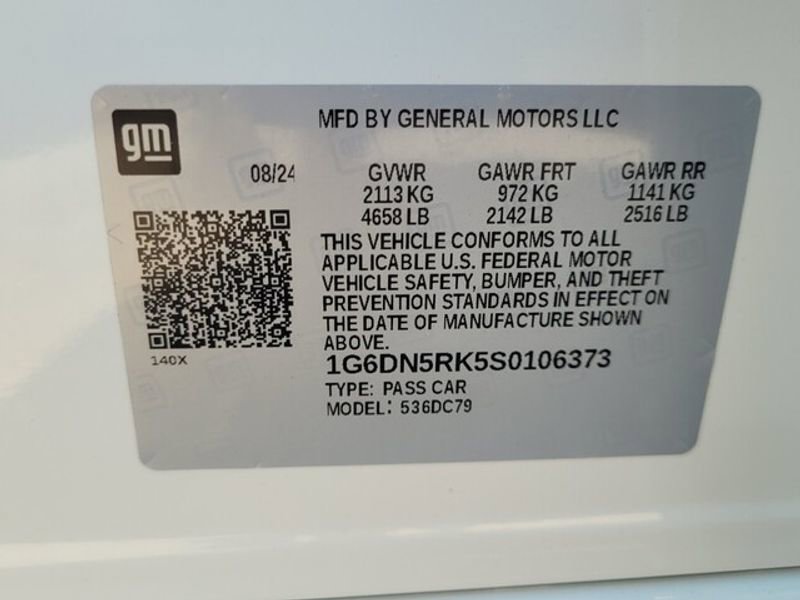 gm
MFD BY GENERAL MOTORS LLC
08/24 GVWR GAWR FRT GAWR RR
2113 KG 972 KG 1141 KG
4658 LB 2142 LB 2516 LB
THIS VEHICLE CONFORMS TO ALL
APPLICABLE U.S. FEDERAL MOTOR
VEHICLE SAFETY, BUMPER, AND THEFT
PREVENTION STANDARDS IN EFFECT ON
THE DATE OF MANUFACTURE SHOWN
ABOVE.
140X
1G6DN5RK5S0106373
TYPE: PASS CAR
MODEL: 536DC79